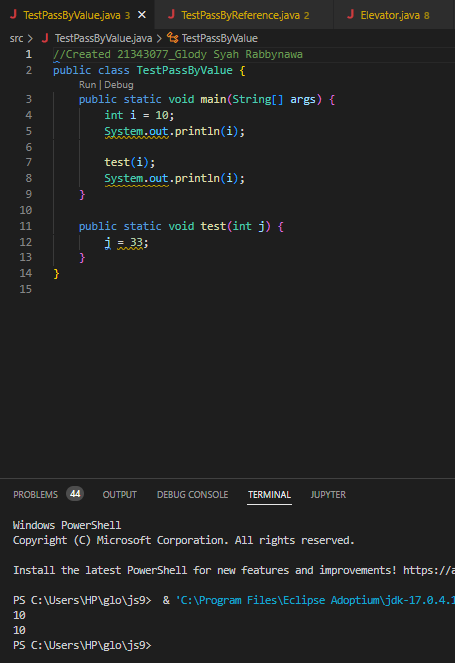 TestPassByValue.java 3 × TestPassByReference.java 2 Elevator.java 8
src > TestPassByValue.java > TestPassByValue
1 //Created 21343077_Glody Syah Rabbynawa
2 public class TestPassByValue {
Run | Debug
3 public static void main(String[] args) {
4 int i = 10;
5 System.out.println(i);
6
7 test(i);
8 System.out.println(i);
9 }
10
11 public static void test(int j) {
12 j = 33;
13 }
14 }
15
PROBLEMS 44 OUTPUT DEBUG CONSOLE TERMINAL JUPYTER
Windows PowerShell
Copyright (C) Microsoft Corporation. All rights reserved.
Install the latest PowerShell for new features and improvements! https://a
PS C:\Users\HP\glo\js9> & 'C:\Program Files\Eclipse Adoptium\jdk-17.0.4.1
10
10
PS C:\Users\HP\glo\js9>